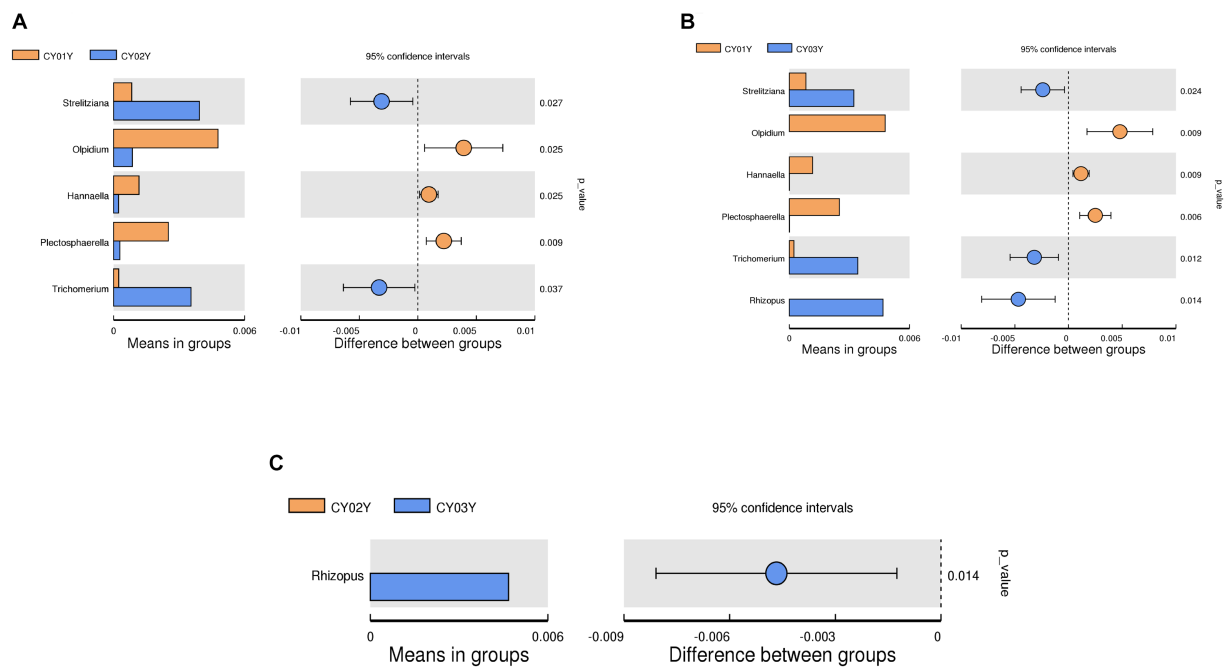 A
CY01Y CY02Y
95% confidence intervals
Strelitziana 0.027
Olpidium 0.025
Hannaella 0.025
Plectosphaerella 0.009
Trichomerium 0.037
p_value
0 0.006 -0.01 -0.005 0 0.005 0.01
Means in groups Difference between groups
B
CY01Y CY03Y
95% confidence intervals
Strelitziana 0.024
Olpidium 0.009
Hannaella 0.009
Plectosphaerella 0.006
Trichomerium 0.012
Rhizopus 0.014
p_value
0 0.006 -0.01 -0.005 0 0.005 0.01
Means in groups Difference between groups
C
CY02Y CY03Y
95% confidence intervals
Rhizopus 0.014
p_value
0 0.006 -0.009 -0.006 -0.003 0
Means in groups Difference between groups